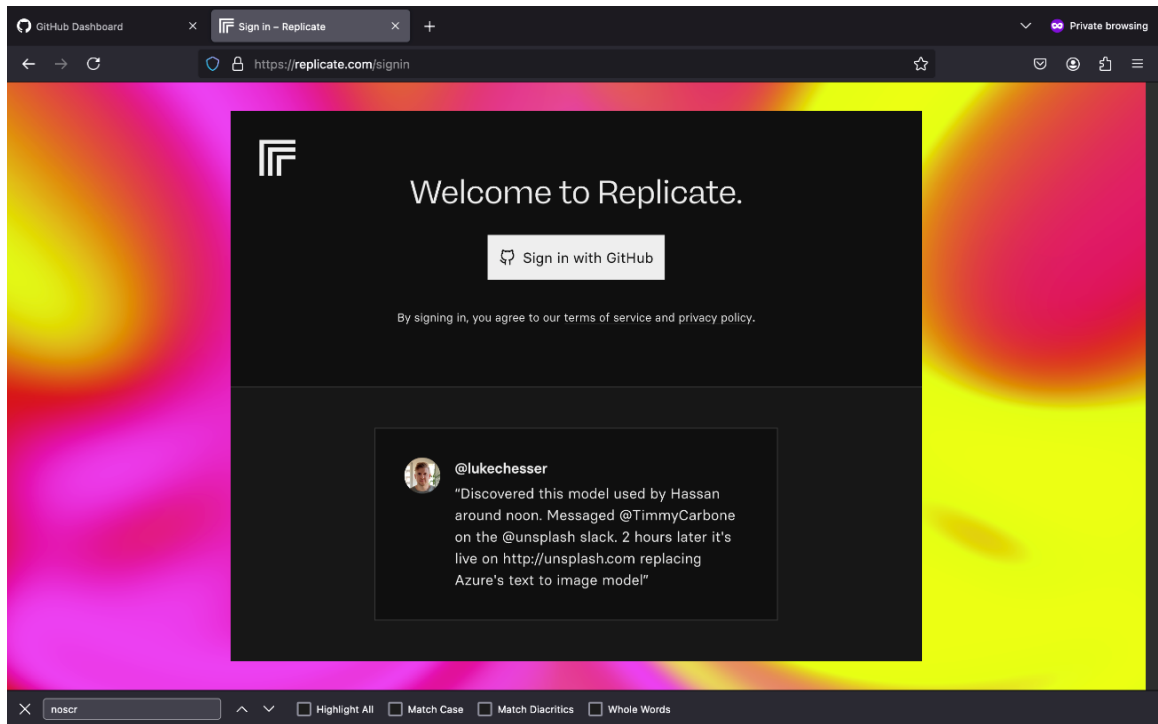 GitHub Dashboard
Sign in – Replicate
Private browsing
https://replicate.com/signin
Welcome to Replicate.
Sign in with GitHub
By signing in, you agree to our terms of service and privacy policy.
@lukechesser
“Discovered this model used by Hassan
around noon. Messaged @TimmyCarbone
on the @unsplash slack. 2 hours later it's
live on http://unsplash.com replacing
Azure's text to image model”
noscr
Highlight All
Match Case
Match Diacritics
Whole Words